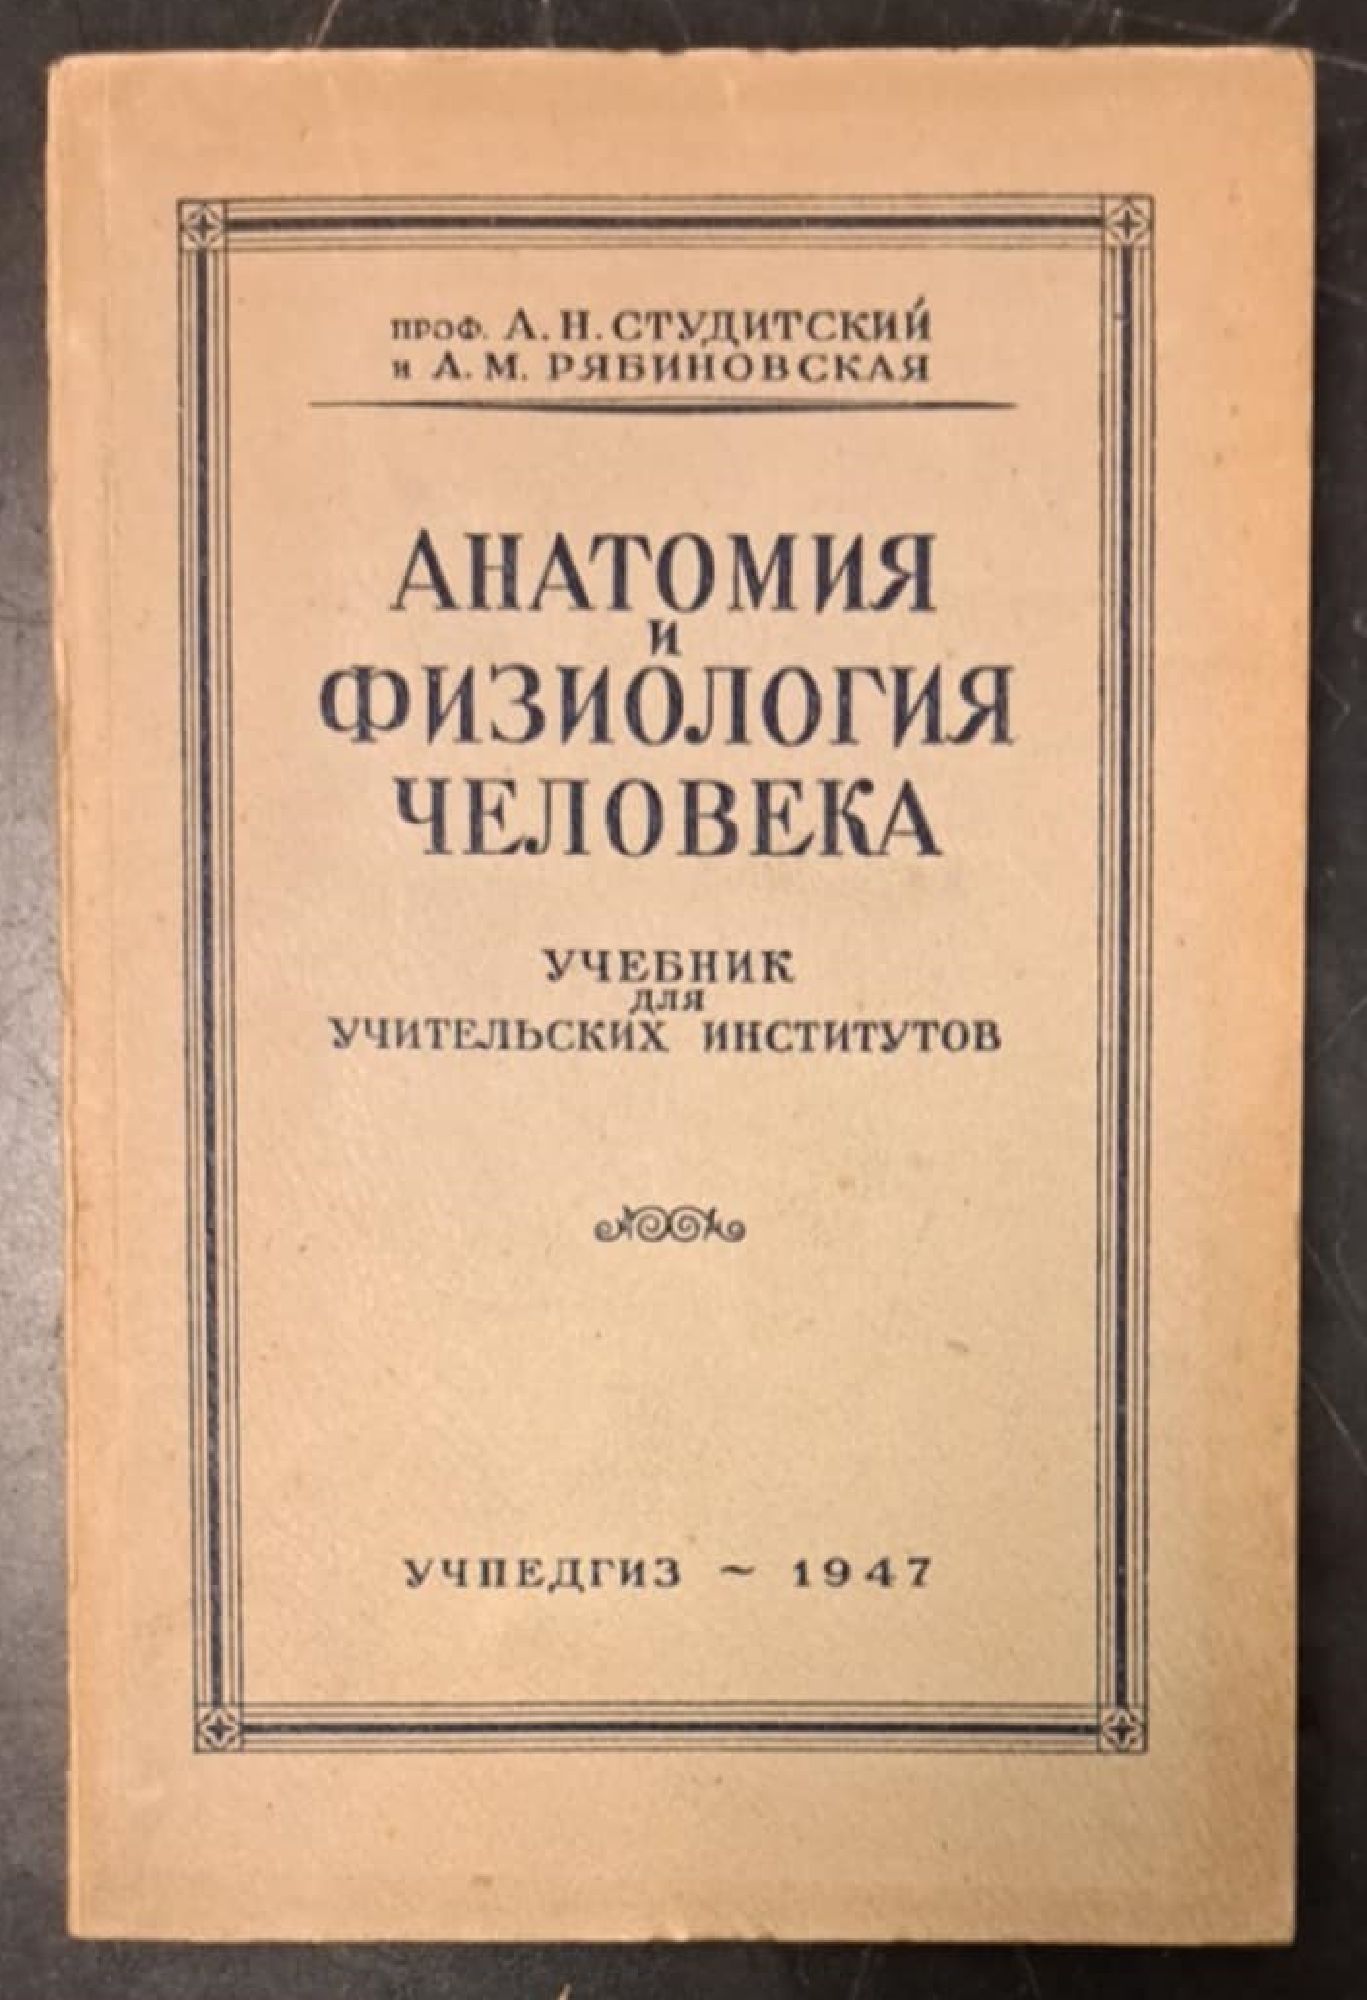 ПРОФ. А. Н. СТУДИТСКИЙ
и А. М. РЯБИНОВСКАЯ
АНАТОМИЯ
И
ФИЗИОЛОГИЯ
ЧЕЛОВЕКА
УЧЕБНИК
ДЛЯ
УЧИТЕЛЬСКИХ ИНСТИТУТОВ
УЧПЕДГИЗ ~ 1947